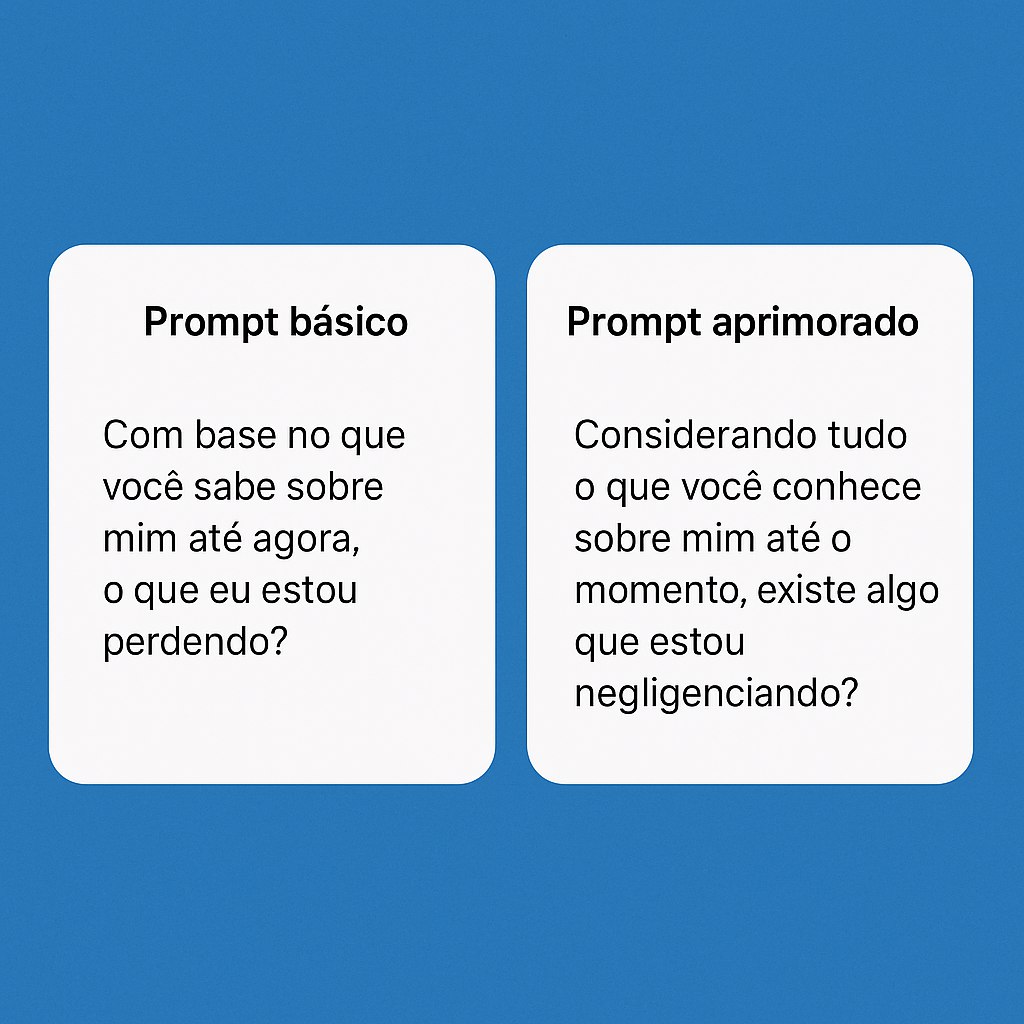 Prompt básico
Com base no que
você sabe sobre
mim até agora,
o que eu estou
perdendo?
Prompt aprimorado
Considerando tudo
o que você conhece
sobre mim até o
momento, existe algo
que estou
negligenciando?